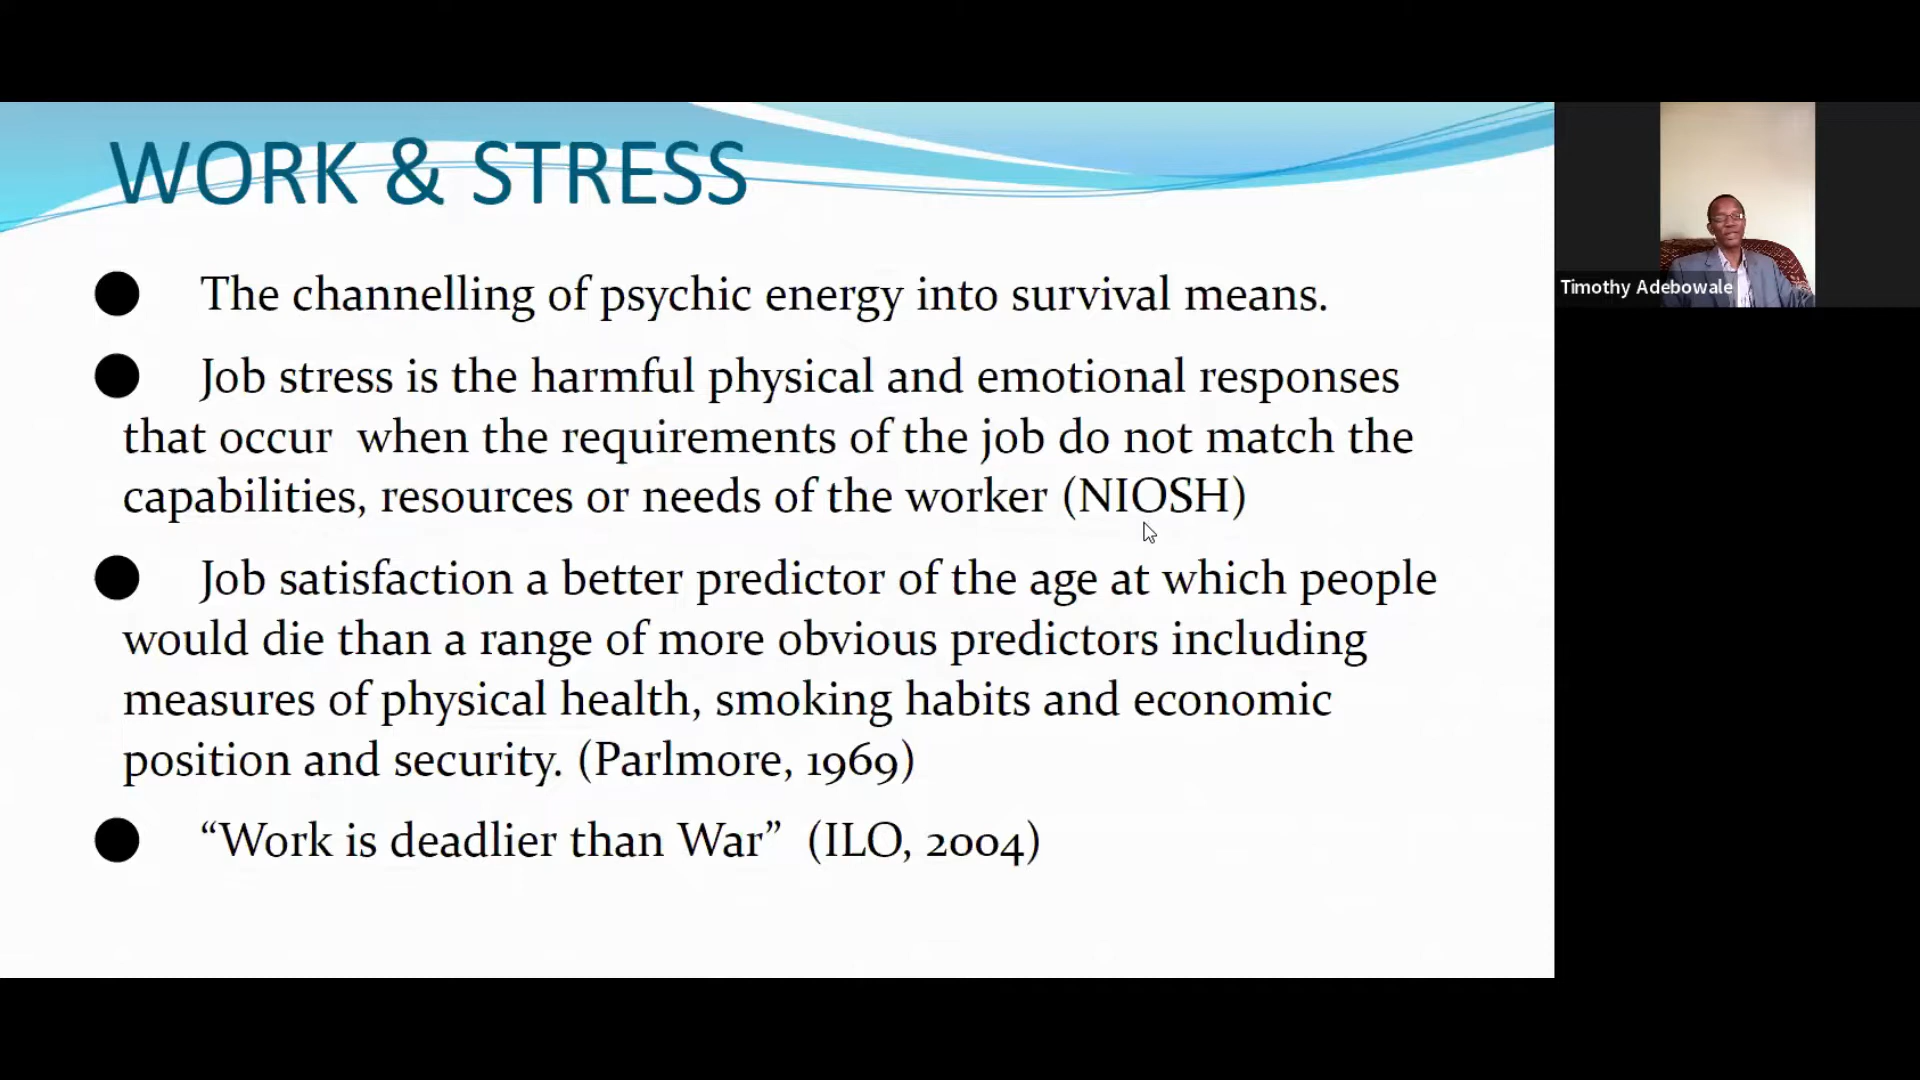 WORK & STRESS
The channelling of psychic energy into survival means.
Job stress is the harmful physical and emotional responses
that occur when the requirements of the job do not match the
capabilities, resources or needs of the worker (NIOSH)
Job satisfaction a better predictor of the age at which people
would die than a range of more obvious predictors including
measures of physical health, smoking habits and economic
position and security. (Parlmore, 1969)
“Work is deadlier than War” (ILO, 2004)
Timothy Adebowale